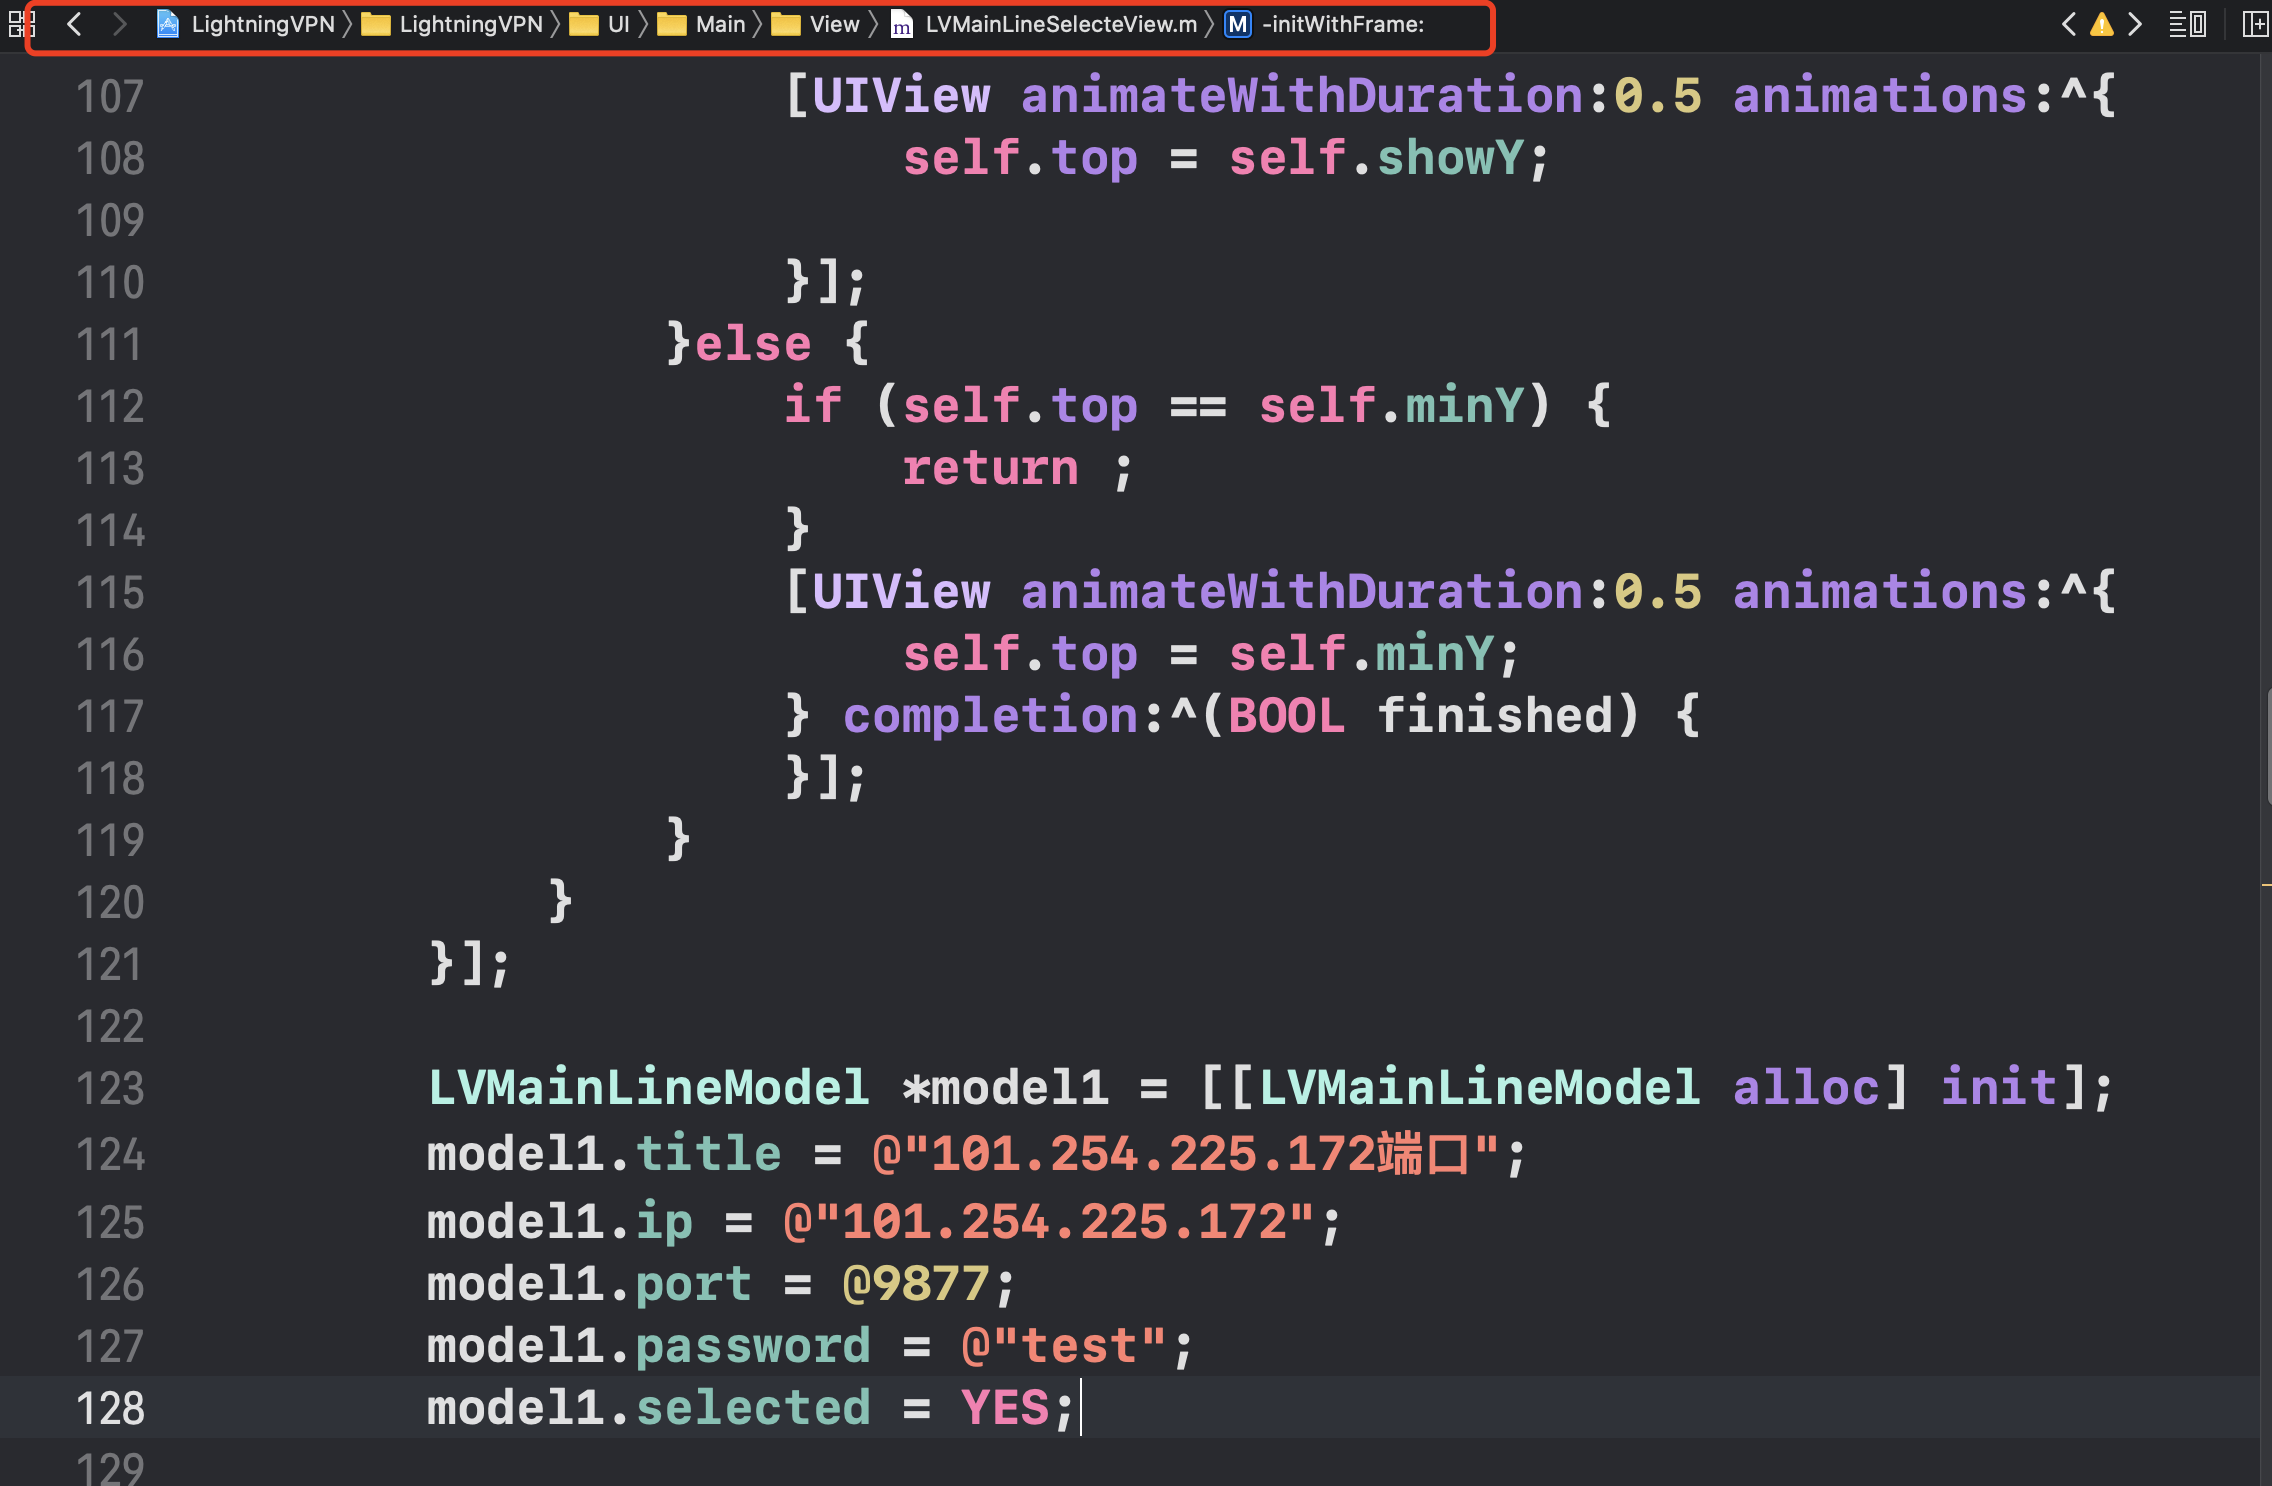 LightningVPN 〉 LightningVPN 〉 UI 〉 Main 〉 View 〉 m LVMainLineSelecteView.m 〉 M -initWithFrame:
107 [UIView animateWithDuration:0.5 animations:^{
108 self.top = self.showY;
109
110 }];
111 }else {
112 if (self.top == self.minY) {
113 return ;
114 }
115 [UIView animateWithDuration:0.5 animations:^{
116 self.top = self.minY;
117 } completion:^(BOOL finished) {
118 }];
119 }
120 }
121 }];
122
123 LVMainLineModel *model1 = [[LVMainLineModel alloc] init];
124 model1.title = @"101.254.225.172端口";
125 model1.ip = @"101.254.225.172";
126 model1.port = @9877;
127 model1.password = @"test";
128 model1.selected = YES;
129